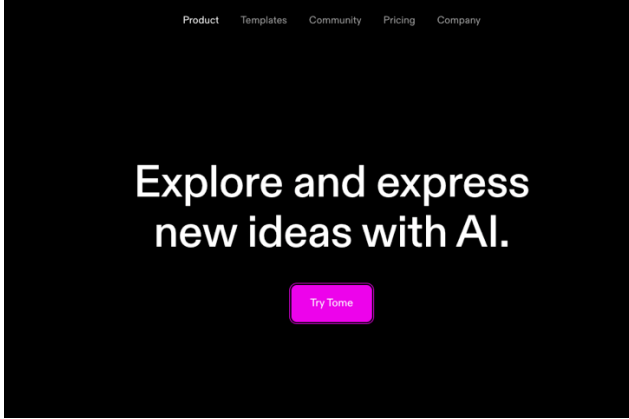 Product Templates Community Pricing Company
Explore and express
new ideas with AI.
Try Tome